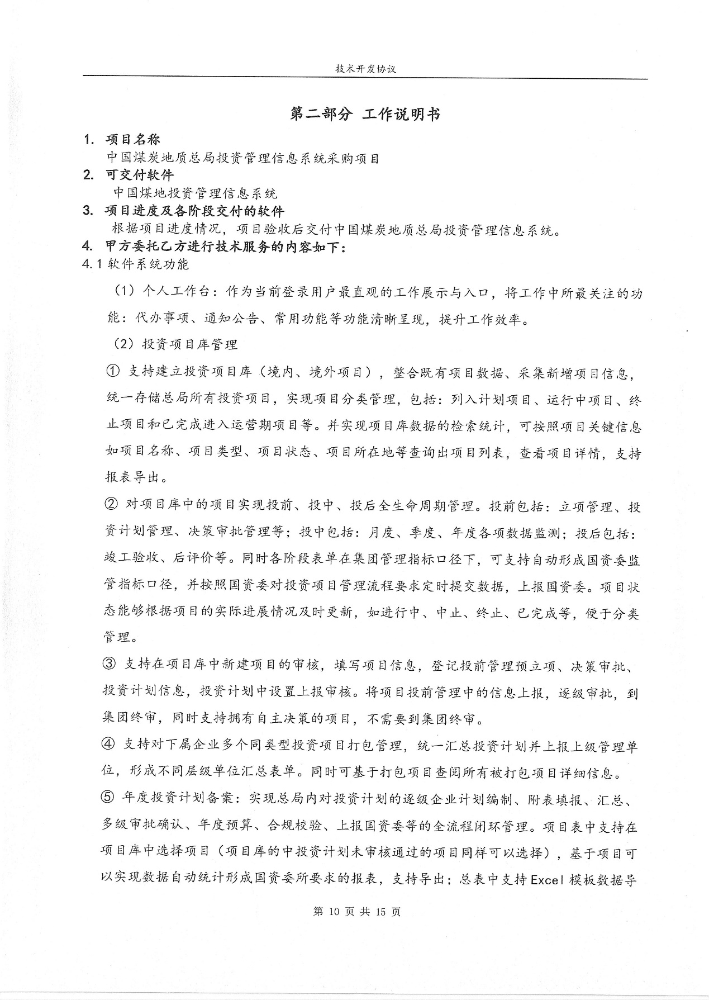 技术开发协议
第二部分 工作说明书
1. 项目名称
中国煤炭地质总局投资管理信息系统采购项目
2. 可交付软件
中国煤地投资管理信息系统
3. 项目进度及各阶段交付的软件
根据项目进度情况，项目验收后交付中国煤炭地质总局投资管理信息系统。
4. 甲方委托乙方进行技术服务的内容如下：
4.1 软件系统功能
（1）个人工作台：作为当前登录用户最直观的工作展示与入口，将工作中所最关注的功
能：代办事项、通知公告、常用功能等功能清晰呈现，提升工作效率。
（2）投资项目库管理
① 支持建立投资项目库（境内、境外项目），整合既有项目数据、采集新增项目信息，
统一存储总局所有投资项目，实现项目分类管理，包括：列入计划项目、运行中项目、终
止项目和已完成进入运营期项目等。并实现项目库数据的检索统计，可按照项目关键信息
如项目名称、项目类型、项目状态、项目所在地等查询出项目列表，查看项目详情，支持
报表导出。
② 对项目库中的项目实现投前、投中、投后全生命周期管理。投前包括：立项管理、投
资计划管理、决策审批管理等；投中包括：月度、季度、年度各项数据监测；投后包括：
竣工验收、后评价等。同时各阶段表单在集团管理指标口径下，可支持自动形成国资委监
管指标口径，并按照国资委对投资项目管理流程要求定时提交数据，上报国资委。项目状
态能够根据项目的实际进展情况及时更新，如进行中、中止、终止、已完成等，便于分类
管理。
③ 支持在项目库中新建项目的审核，填写项目信息，登记投前管理预立项、决策审批、
投资计划信息，投资计划中设置上报审核。将项目投前管理中的信息上报，逐级审批，到
集团终审，同时支持拥有自主决策的项目，不需要到集团终审。
④ 支持对下属企业多个同类型投资项目打包管理，统一汇总投资计划并上报上级管理单
位，形成不同层级单位汇总表单。同时可基于打包项目查阅所有被打包项目详细信息。
⑤ 年度投资计划备案：实现总局内对投资计划的逐级企业计划编制、附表填报、汇总、
多级审批确认、年度预算、合规校验、上报国资委等的全流程闭环管理。项目表中支持在
项目库中选择项目（项目库的中投资计划未审核通过的项目同样可以选择），基于项目可
以实现数据自动统计形成国资委所要求的报表，支持导出；总表中支持 Excel 模板数据导
第 10 页 共 15 页